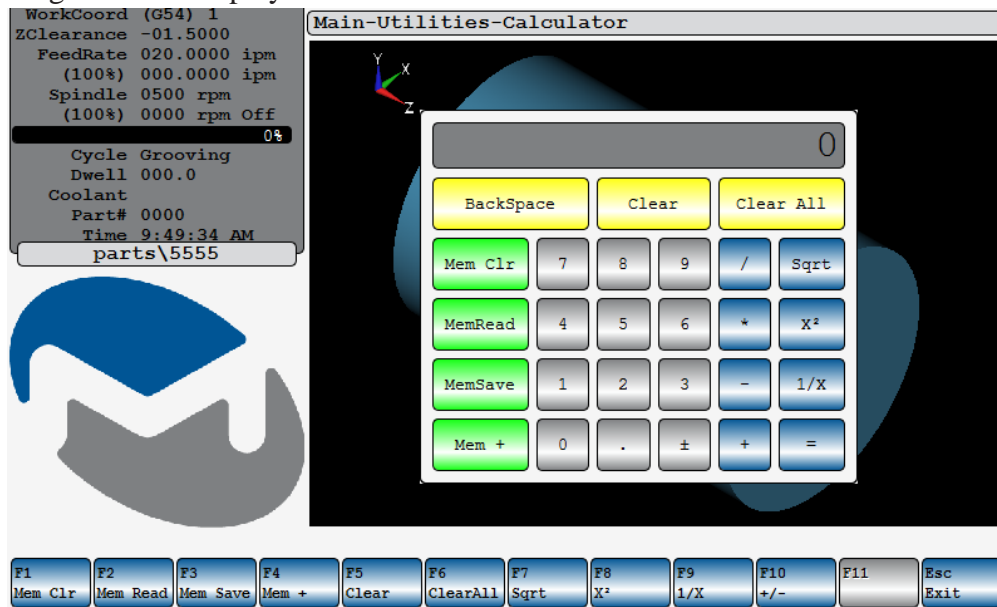 WorkCoord (G54) 1
ZClearance -01.5000
FeedRate 020.0000 ipm
(100%) 000.0000 ipm
Spindle 0500 rpm
(100%) 0000 rpm Off
0%
Cycle Grooving
Dwell 000.0
Coolant
Part# 0000
Time 9:49:34 AM
parts\5555
Main-Utilities-Calculator
Y X
Z
0
BackSpace Clear Clear All
Mem Clr 7 8 9 / Sqrt
MemRead 4 5 6 * X²
MemSave 1 2 3 - 1/X
Mem + 0 . ± + =
F1 F2 F3 F4 F5 F6 F7 F8 F9 F10 F11 Esc
Mem Clr Mem Read Mem Save Mem + Clear ClearAll Sqrt X² 1/X +/- Exit